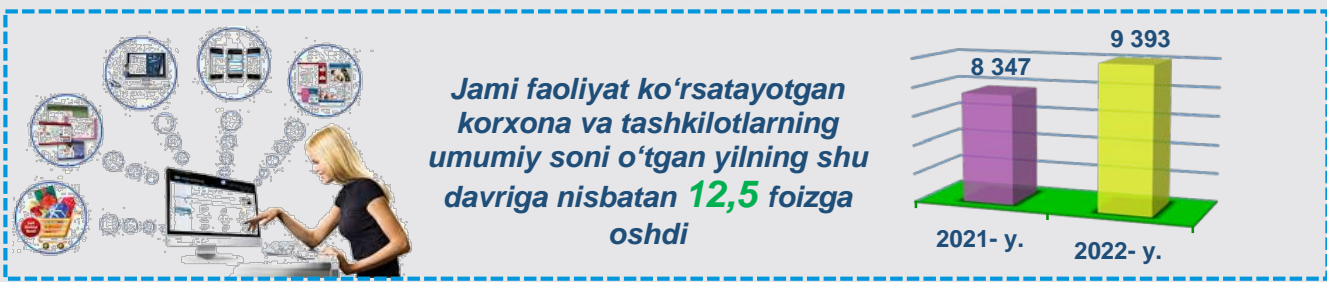 Jami faoliyat ko‘rsatayotgan
korxona va tashkilotlarning
umumiy soni o‘tgan yilning shu
davriga nisbatan 12,5 foizga
oshdi
9 393
8 347
2021- y.
2022- y.